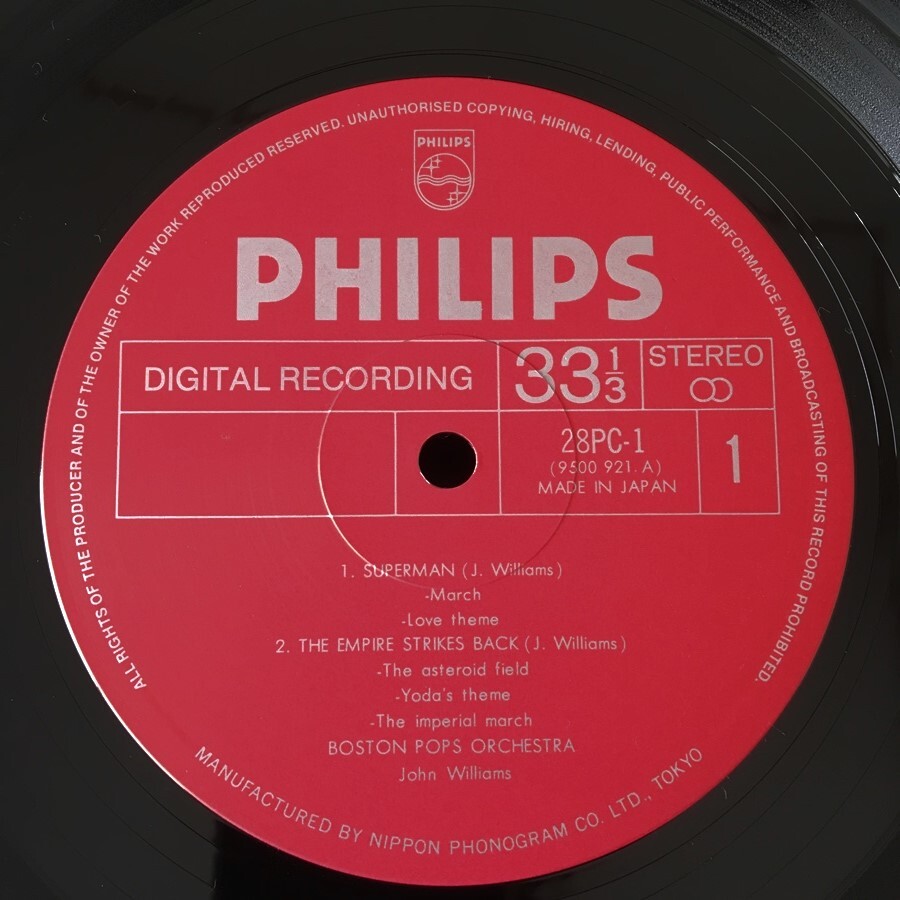 ALL RIGHTS OF THE PRODUCER AND OF THE OWNER OF THE WORK REPRODUCED RESERVED. UNAUTHORISED COPYING, HIRING, LENDING, PUBLIC PERFORMANCE AND BROADCASTING OF THIS RECORD PROHIBITED.
PHILIPS
PHILIPS
DIGITAL RECORDING
33 1/3
STEREO
28PC-1
(9500 921. A)
MADE IN JAPAN
1
1. SUPERMAN (J. Williams)
-March
-Love theme
2. THE EMPIRE STRIKES BACK (J. Williams)
-The asteroid field
-Yoda's theme
-The imperial march
BOSTON POPS ORCHESTRA
John Williams
MANUFACTURED BY NIPPON PHONOGRAM CO. LTD., TOKYO